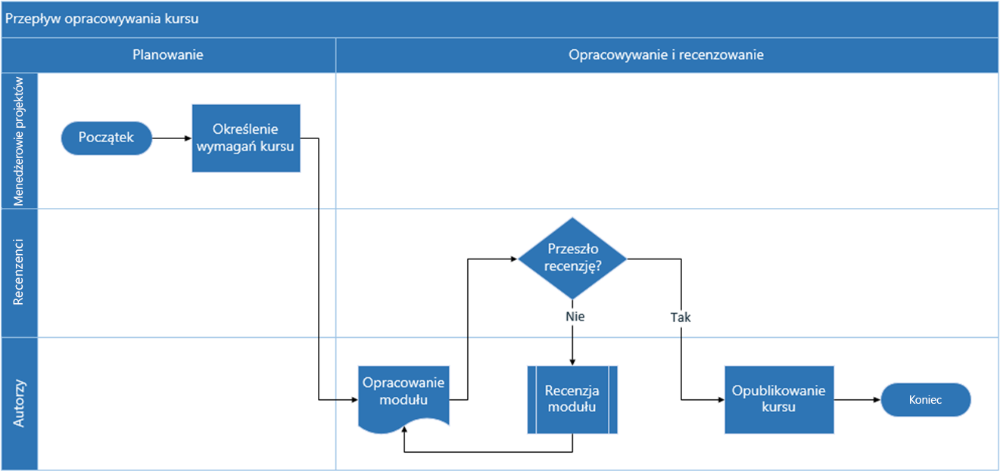 Przepływ opracowywania kursu
Planowanie
Opracowywanie i recenzowanie
Menedżerowie projektów
Początek
Określenie
wymagań kursu
Recenzenci
Przeszło
recenzję?
Nie
Tak
Autorzy
Opracowanie
modułu
Recenzja
modułu
Opublikowanie
kursu
Koniec